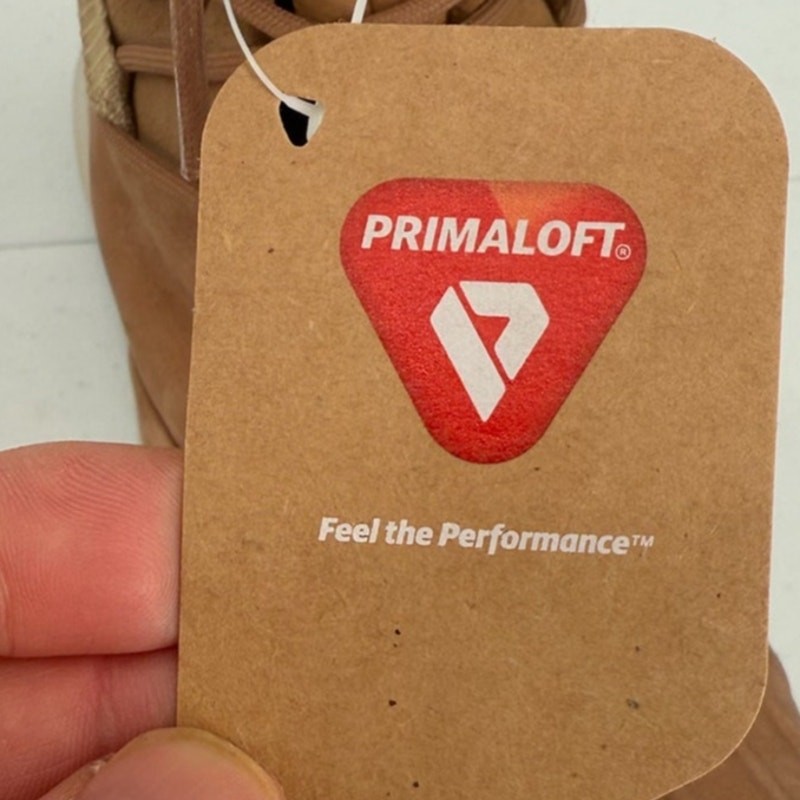 PRIMALOFT®
Feel the Performance™